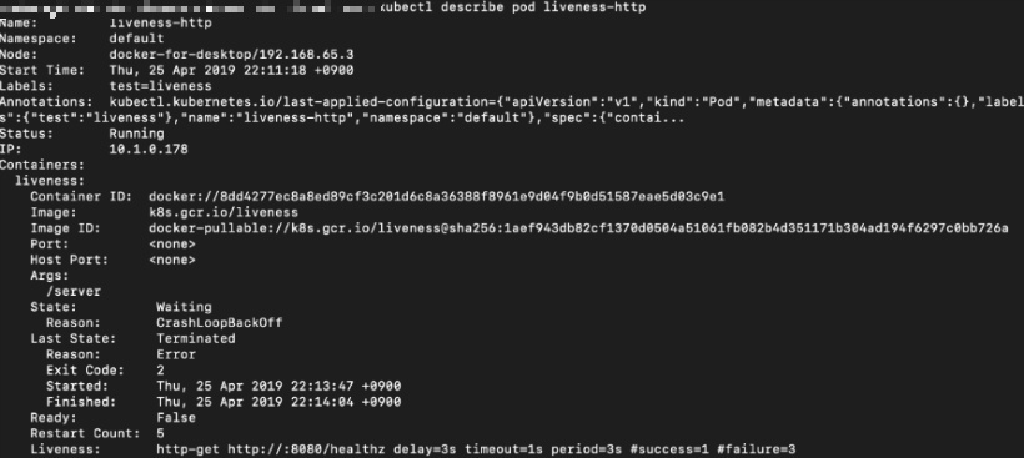 kubectl describe pod liveness-http
Name: liveness-http
Namespace: default
Node: docker-for-desktop/192.168.65.3
Start Time: Thu, 25 Apr 2019 22:11:18 +0900
Labels: test=liveness
Annotations: kubectl.kubernetes.io/last-applied-configuration={"apiVersion":"v1","kind":"Pod","metadata":{"annotations":{},"label
s":{"test":"liveness"},"name":"liveness-http","namespace":"default"},"spec":{"contai...
Status: Running
IP: 10.1.0.178
Containers:
liveness:
Container ID: docker://8dd4277ec8a8ed89cf3c201d6c8a36388f8961e9d04f9b0d51587eae5d03c9e1
Image: k8s.gcr.io/liveness
Image ID: docker-pullable://k8s.gcr.io/liveness@sha256:1aef943db82cf1370d0504a51061fb082b4d351171b304ad194f6297c0bb726a
Port: <none>
Host Port: <none>
Args:
/server
State: Waiting
Reason: CrashLoopBackOff
Last State: Terminated
Reason: Error
Exit Code: 2
Started: Thu, 25 Apr 2019 22:13:47 +0900
Finished: Thu, 25 Apr 2019 22:14:04 +0900
Ready: False
Restart Count: 5
Liveness: http-get http://:8080/healthz delay=3s timeout=1s period=3s #success=1 #failure=3